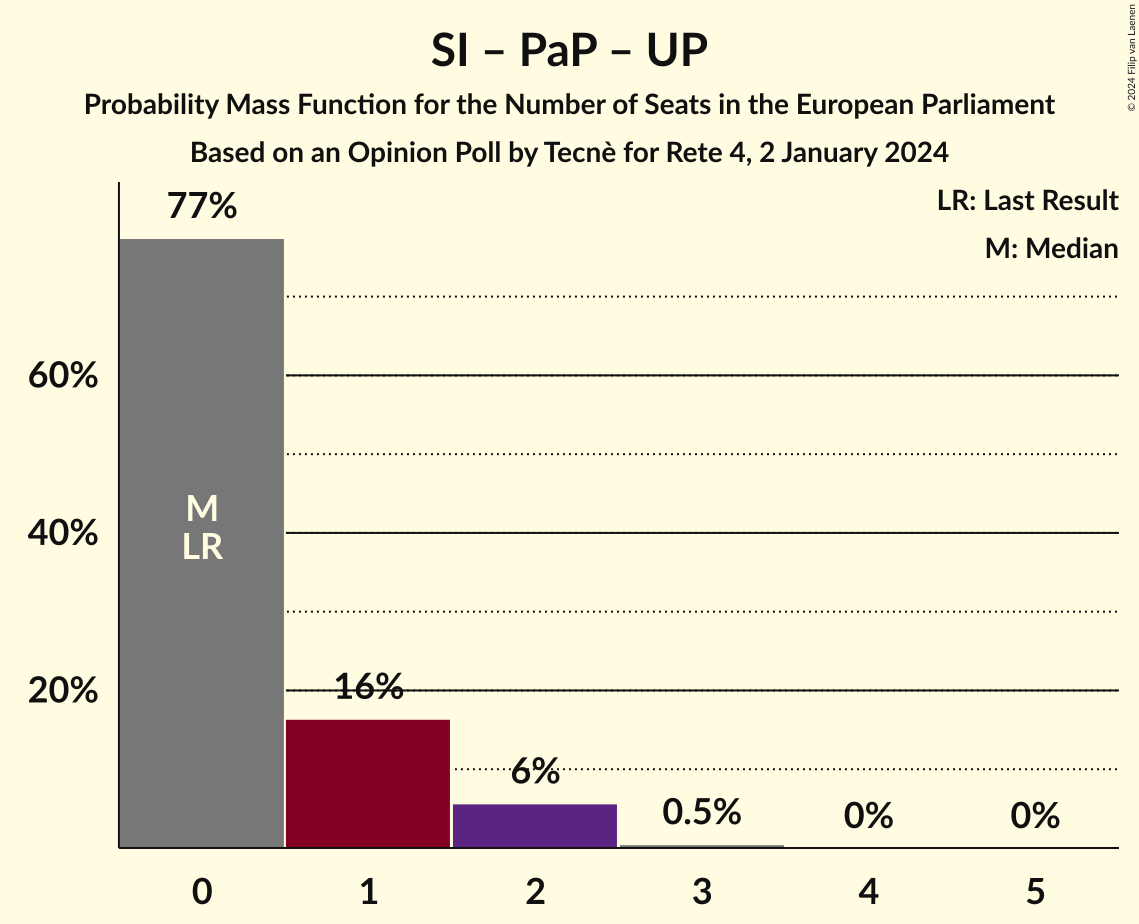 SI – PaP – UP
Probability Mass Function for the Number of Seats in the European Parliament
Based on an Opinion Poll by Tecnè for Rete 4, 2 January 2024
© 2024 Filip van Laenen
LR: Last Result
M: Median
77%
60%
M
40%
LR
16%
20%
6%
0.5%
0%
0%
0 1 2 3 4 5